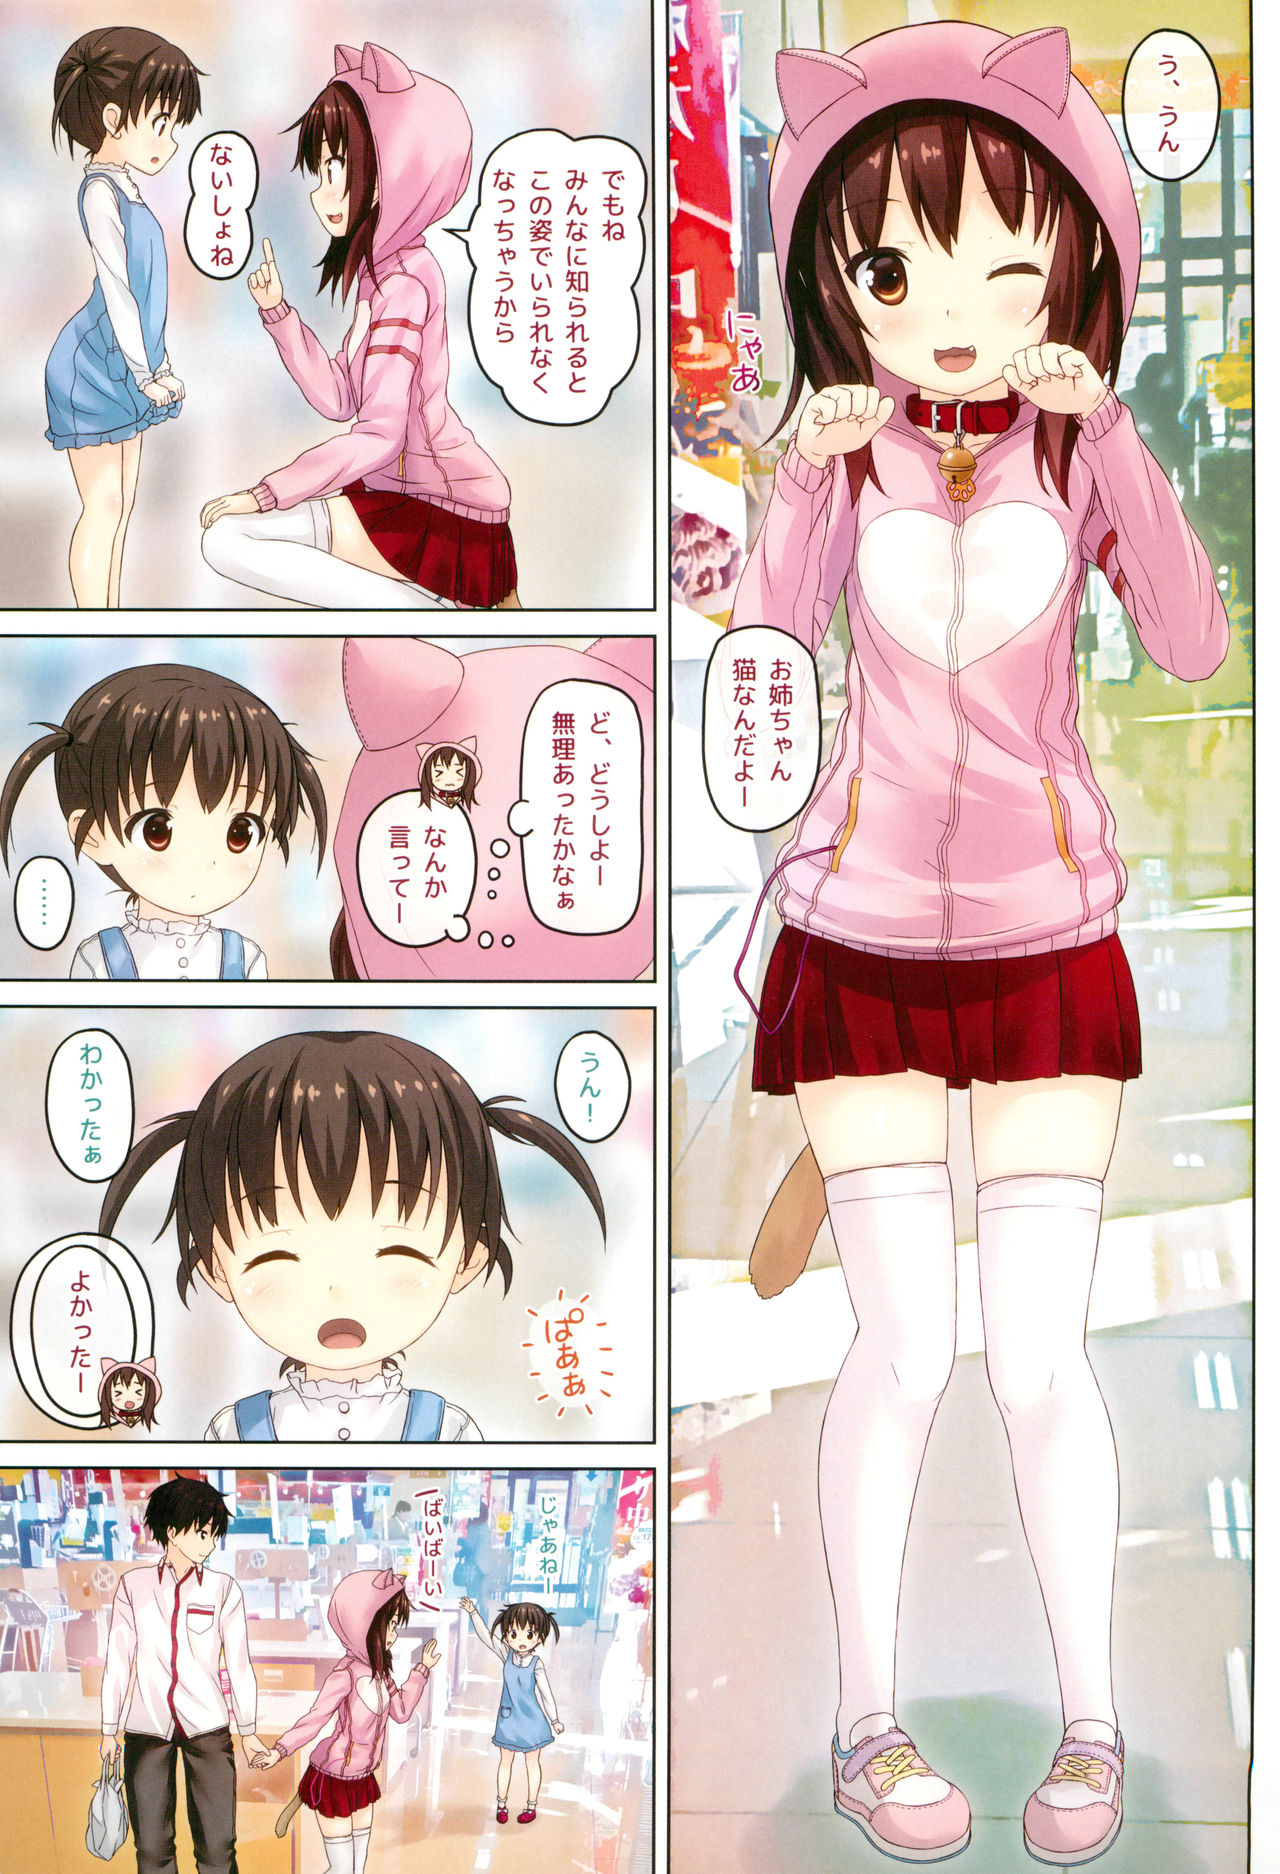 う、うん
にゃあ
お姉ちゃん
猫なんだよー
でもね
みんなに知られると
この姿でいられなく
なっちゃうから
ないしょね
ど、どうしよー
無理あったかなぁ
なんか
言ってー
……
うん！
わかったぁ
ぱあぁ
よかったー
じゃあねー
ばいばーい